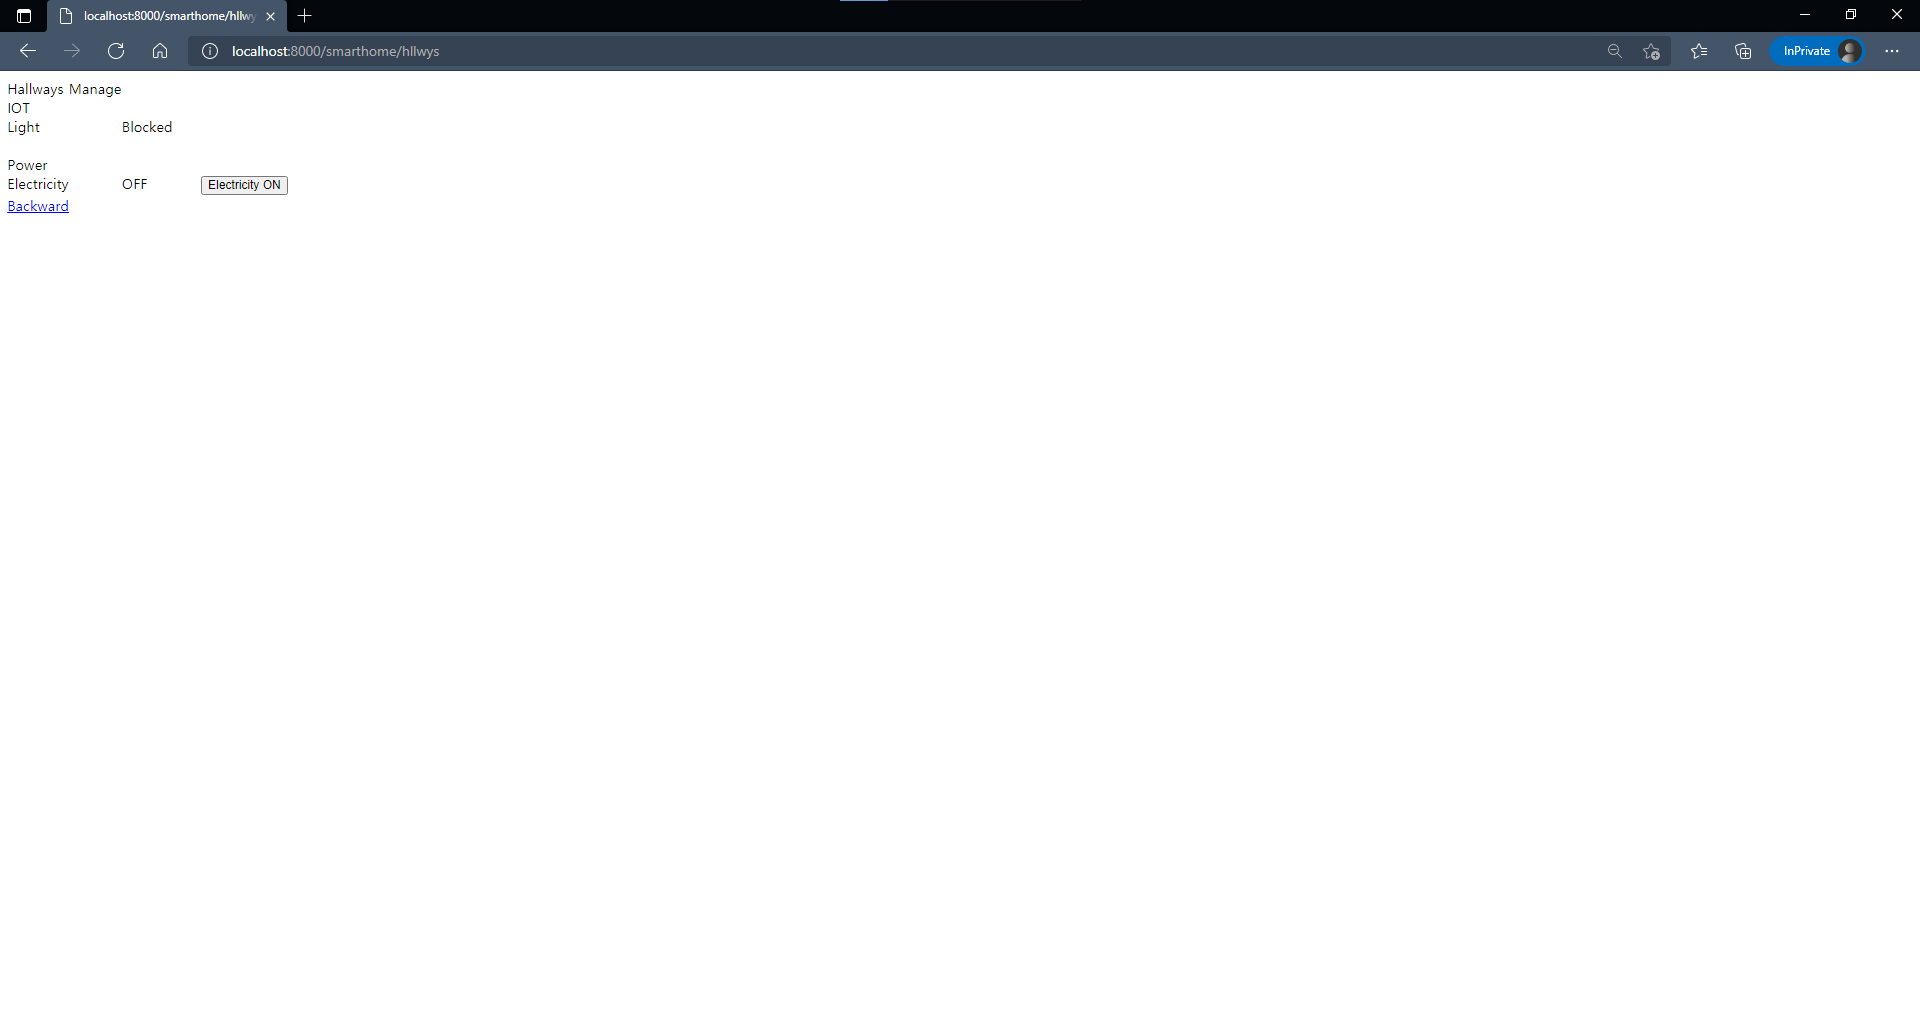 localhost:8000/smarthome/hllwy
localhost:8000/smarthome/hllwys
InPrivate
Hallways Manage
IOT
Light Blocked
Power
Electricity OFF Electricity ON
Backward